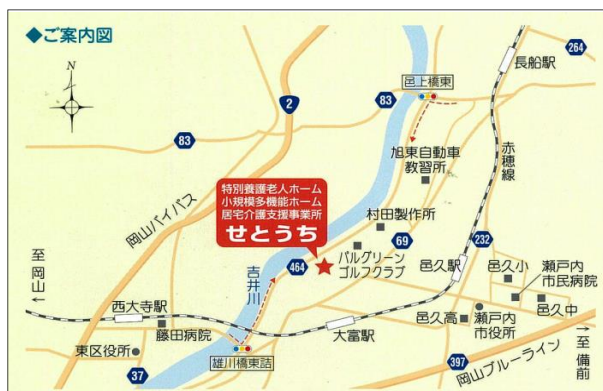 ◆ご案内図
N
264
長船駅
邑上橋東
2
83
83
赤穂線
旭東自動車
教習所
特別養護老人ホーム
小規模多機能ホーム
居宅介護支援事業所
せとうち
岡山バイパス
村田製作所
69
232
パルグリーン
ゴルフクラブ
464
吉井川
邑久駅
邑久小
瀬戸内
市民病院
至岡山←
西大寺駅
藤田病院
大富駅
邑久高
瀬戸内
市役所
邑久中
東区役所
雄川橋東詰
37
397
岡山ブルーライン
→至備前